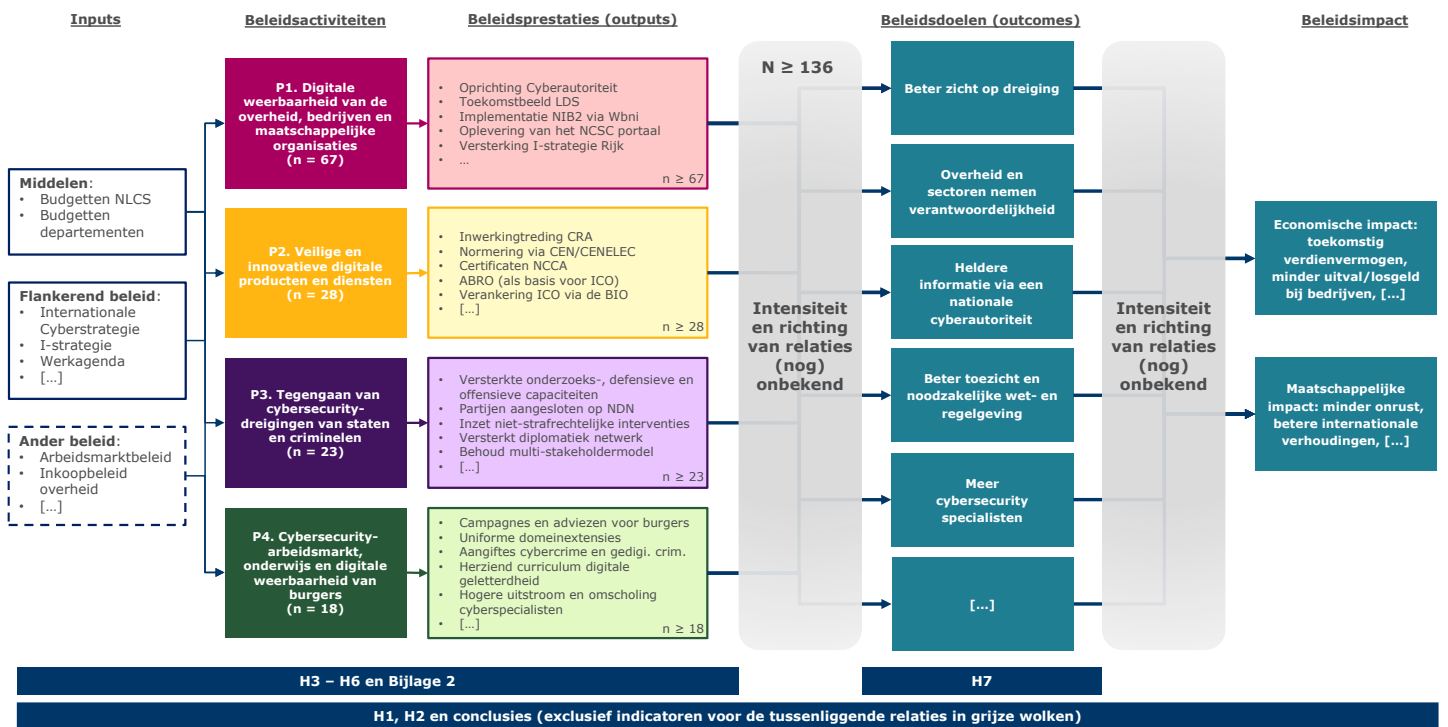 Inputs
Beleidsactiviteiten
Beleidsprestaties (outputs)
Beleidsdoelen (outcomes)
Beleidsimpact
Middelen:
• Budgetten NLCS
• Budgetten
departementen
Flankerend beleid:
• Internationale
Cyberstrategie
• I-strategie
• Werkagenda
• [...]
Ander beleid:
• Arbeidsmarktbeleid
• Inkoopbeleid
overheid
• [...]
P1. Digitale
weerbaarheid van de
overheid, bedrijven en
maatschappelijke
organisaties
(n = 67)
• Oprichting Cyberautoriteit
• Toekomstbeeld LDS
• Implementatie NIB2 via Wbni
• Oplevering van het NCSC portaal
• Versterking I-strategie Rijk
• ...
n ≥ 67
P2. Veilige en
innovatieve digitale
producten en diensten
(n = 28)
• Inwerkingtreding CRA
• Normering via CEN/CENELEC
• Certificaten NCCA
• ABRO (als basis voor ICO)
• Verankering ICO via de BIO
• [...]
n ≥ 28
P3. Tegengaan van
cybersecurity-
dreigingen van staten
en criminelen
(n = 23)
• Versterkte onderzoeks-, defensieve en
offensieve capaciteiten
• Partijen aangesloten op NDN
• Inzet niet-strafrechtelijke interventies
• Versterkt diplomatiek netwerk
• Behoud multi-stakeholdermodel
• [...]
n ≥ 23
P4. Cybersecurity-
arbeidsmarkt,
onderwijs en digitale
weerbaarheid van
burgers
(n = 18)
• Campagnes en adviezen voor burgers
• Uniforme domeinextensies
• Aangiftes cybercrime en gedigi. crim.
• Herziend curriculum digitale
geletterdheid
• Hogere uitstroom en omscholing
cyberspecialisten
• [...]
n ≥ 18
N ≥ 136
Intensiteit
en richting
van relaties
(nog)
onbekend
Beter zicht op dreiging
Overheid en
sectoren nemen
verantwoordelijkheid
Heldere
informatie via een
nationale
cyberautoriteit
Beter toezicht en
noodzakelijke wet- en
regelgeving
Meer
cybersecurity
specialisten
[...]
Intensiteit
en richting
van relaties
(nog)
onbekend
Economische impact:
toekomstig
verdienvermogen,
minder uitval/losgeld
bij bedrijven, [...]
Maatschappelijke
impact: minder onrust,
betere internationale
verhoudingen, [...]
H3 – H6 en Bijlage 2
H7
H1, H2 en conclusies (exclusief indicatoren voor de tussenliggende relaties in grijze wolken)